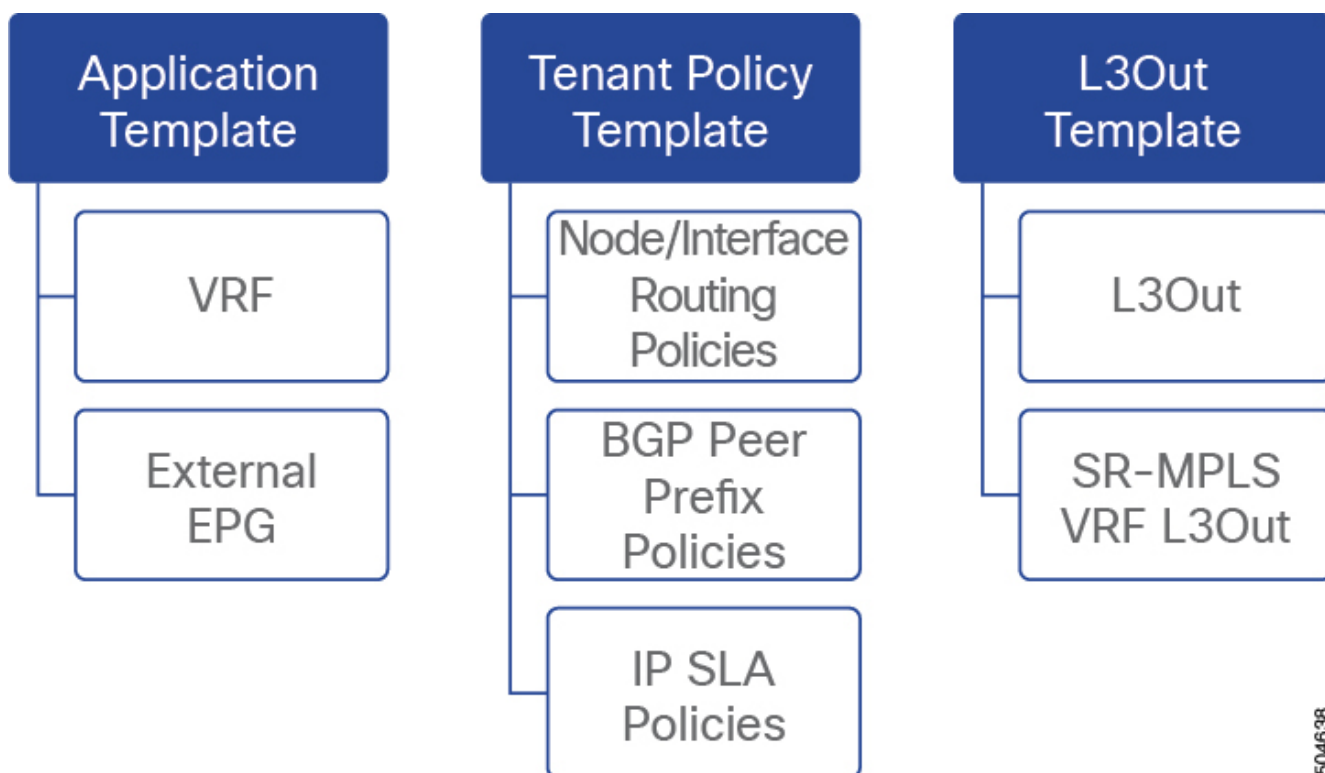 Application
Template
VRF
External
EPG
Tenant Policy
Template
Node/Interface
Routing
Policies
BGP Peer
Prefix
Policies
IP SLA
Policies
L3Out
Template
L3Out
SR-MPLS
VRF L3Out
504638